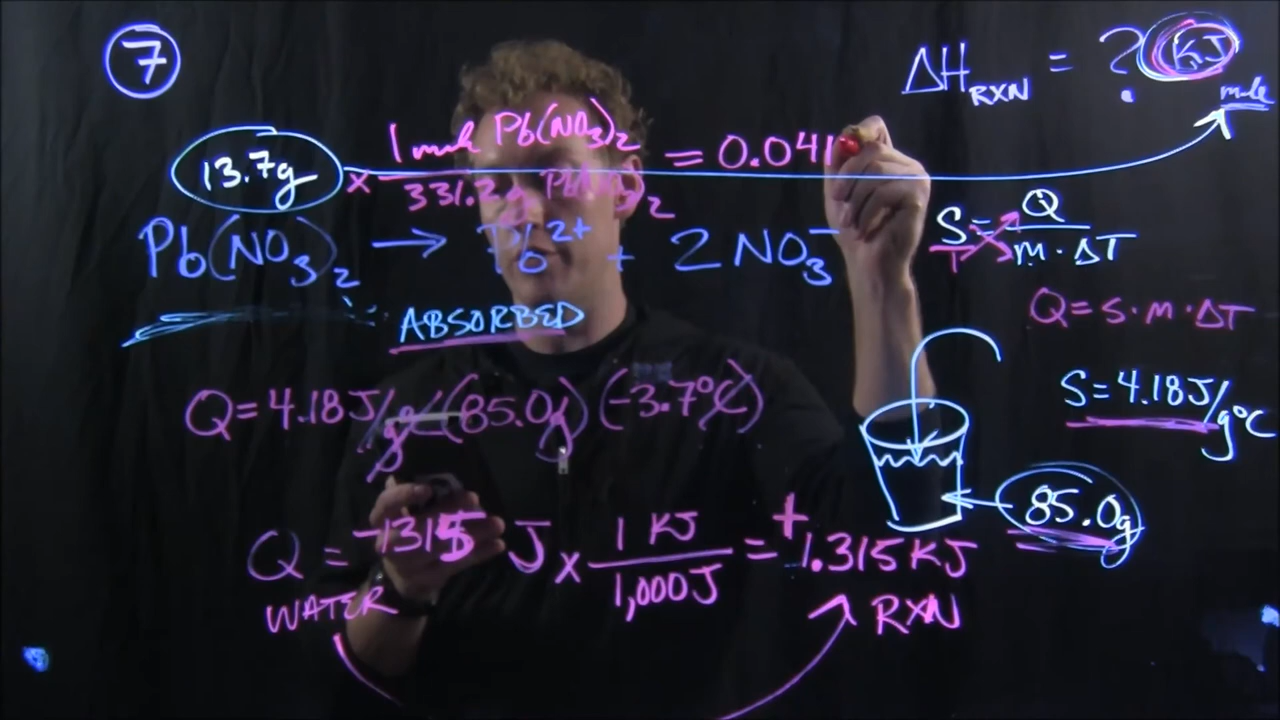 7
ΔH RXN = ? KJ/mole
13.7g x 1 mole Pb(NO₃)₂ / 331.2g Pb(NO₃)₂ = 0.041
S = Q / m · ΔT
Pb(NO₃)₂ → Pb²⁺ + 2 NO₃⁻
Q = S · m · ΔT
ABSORBED
S = 4.18 J/g°C
Q = 4.18 J/g°C (85.0g) (-3.7°C)
85.0g
Q WATER = -1315 J x 1 KJ / 1,000J = +1.315 KJ
RXN